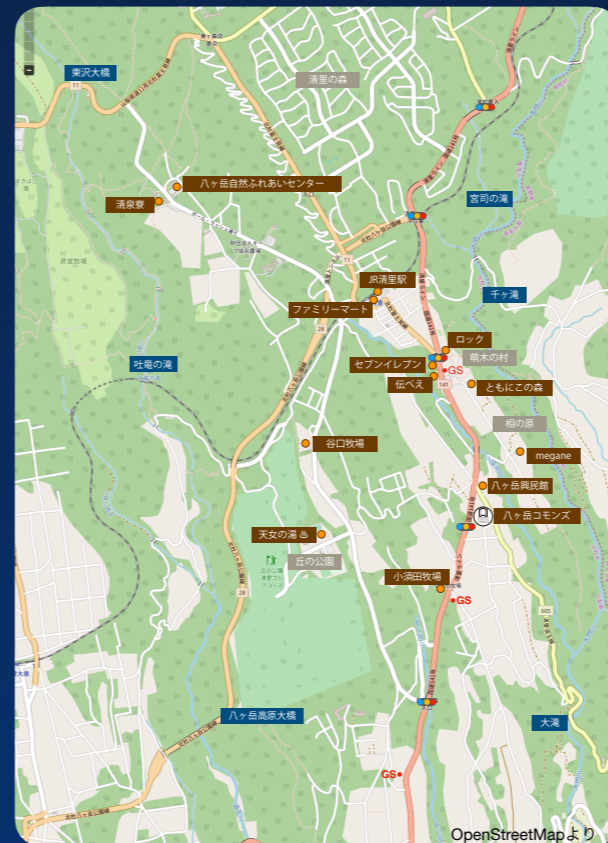 東沢大橋
11
清里の森
八ヶ岳自然ふれあいセンター
清泉寮
宮司の滝
11
JR清里駅
千ヶ滝
ファミリーマート
28
ロック
萌木の村
セブンイレブン
GS
吐竜の滝
伝べえ
141
ともにこの森
相の原
谷口牧場
megane
八ヶ岳興民館
八ヶ岳コモンズ
天女の湯♨
丘の公園
小須田牧場
28
GS
605
八ヶ岳高原大橋
大滝
GS
OpenStreetMapより